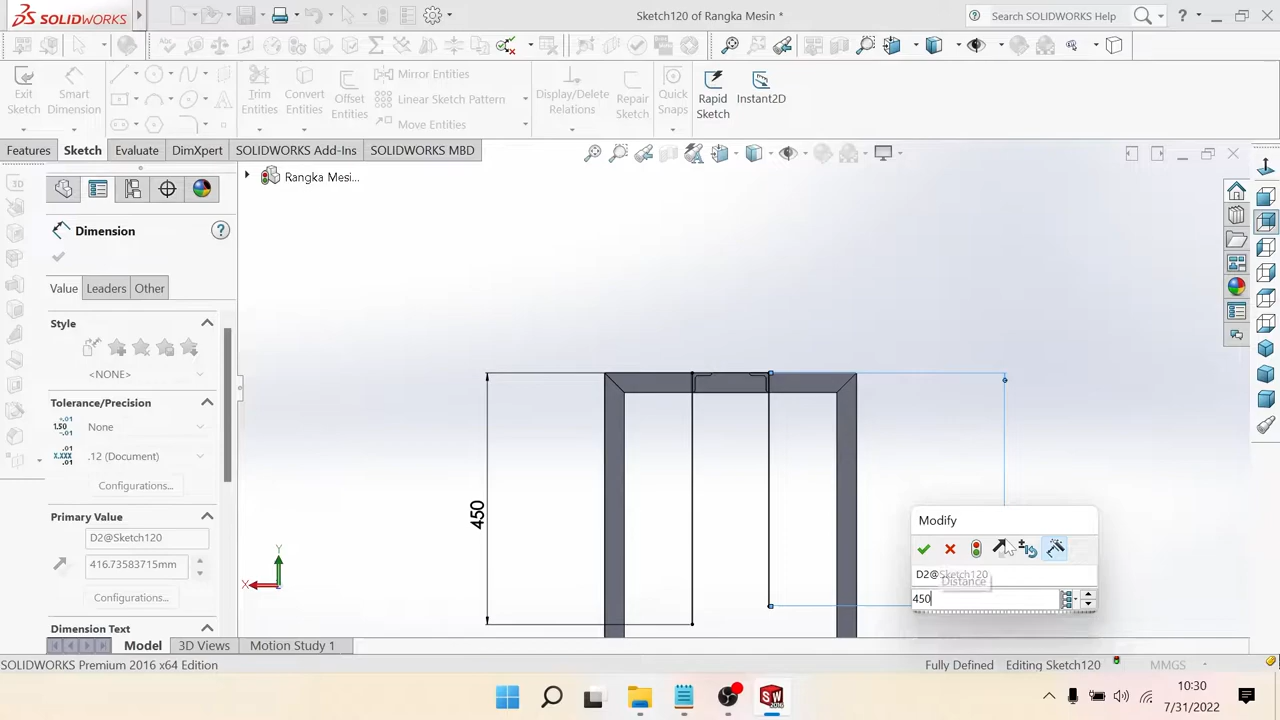 SOLIDWORKS
Sketch120 of Rangka Mesin *
Search SOLIDWORKS Help
Exit Sketch
Smart Dimension
Trim Entities
Convert Entities
Offset Entities
Mirror Entities
Linear Sketch Pattern
Move Entities
Display/Delete Relations
Repair Sketch
Quick Snaps
Rapid Sketch
Instant2D
Features
Sketch
Evaluate
DimXpert
SOLIDWORKS Add-Ins
SOLIDWORKS MBD
Rangka Mesi...
Dimension
Value
Leaders
Other
Style
<NONE>
Tolerance/Precision
None
.12 (Document)
Configurations...
Primary Value
D2@Sketch120
416.73583715mm
Configurations...
Dimension Text
450
Y
X
Modify
D2@Sketch120
Distance
450
Model
3D Views
Motion Study 1
SOLIDWORKS Premium 2016 x64 Edition
Fully Defined
Editing Sketch120
MMGS
10:30
7/31/2022